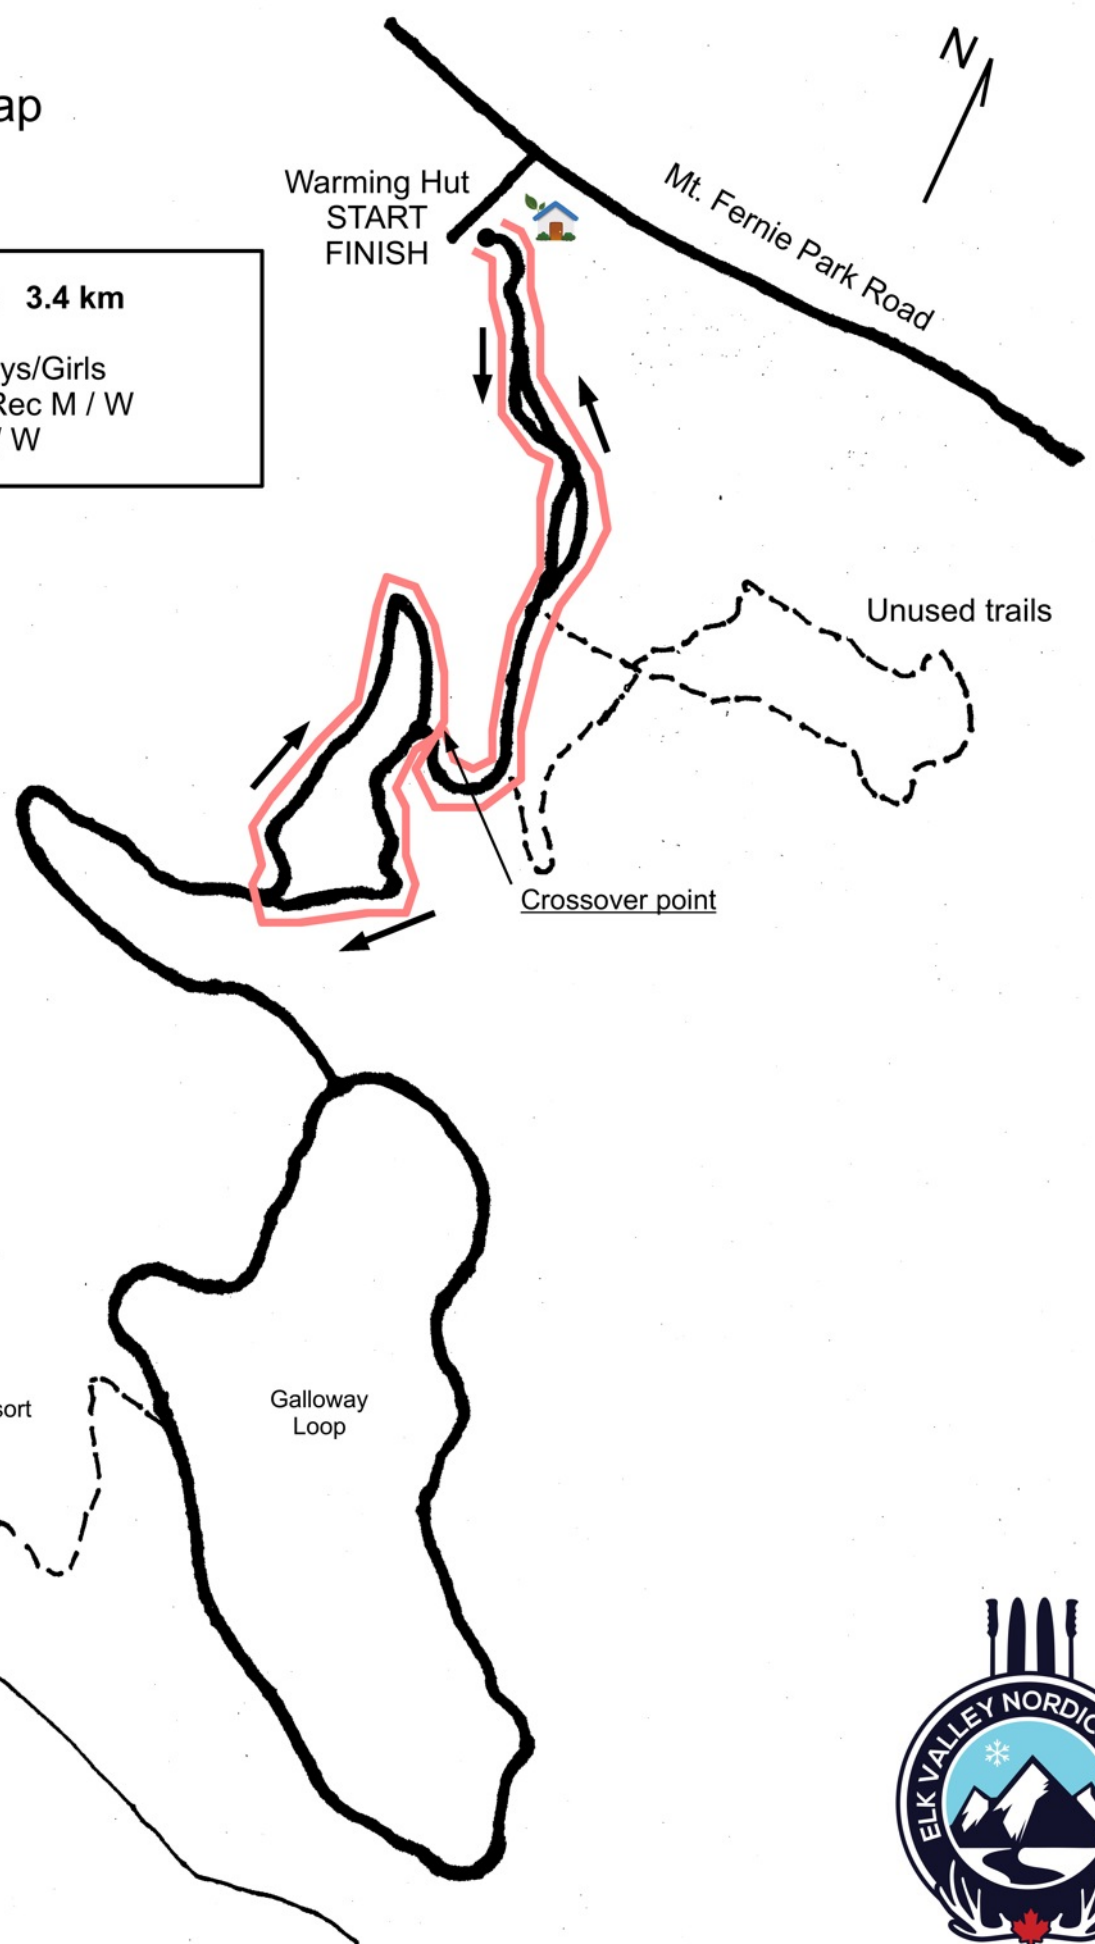 ap
N
Warming Hut
START
FINISH
Mt. Fernie Park Road
3.4 km
ys/Girls
Rec M / W
/ W
Unused trails
Crossover point
Galloway
Loop
sort
ELK VALLEY NORDIC